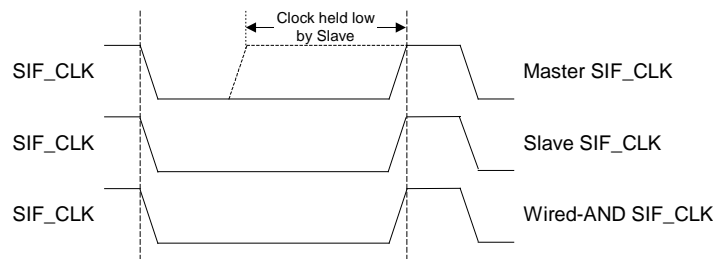 Clock held low
by Slave
SIF_CLK
Master SIF_CLK
SIF_CLK
Slave SIF_CLK
SIF_CLK
Wired-AND SIF_CLK